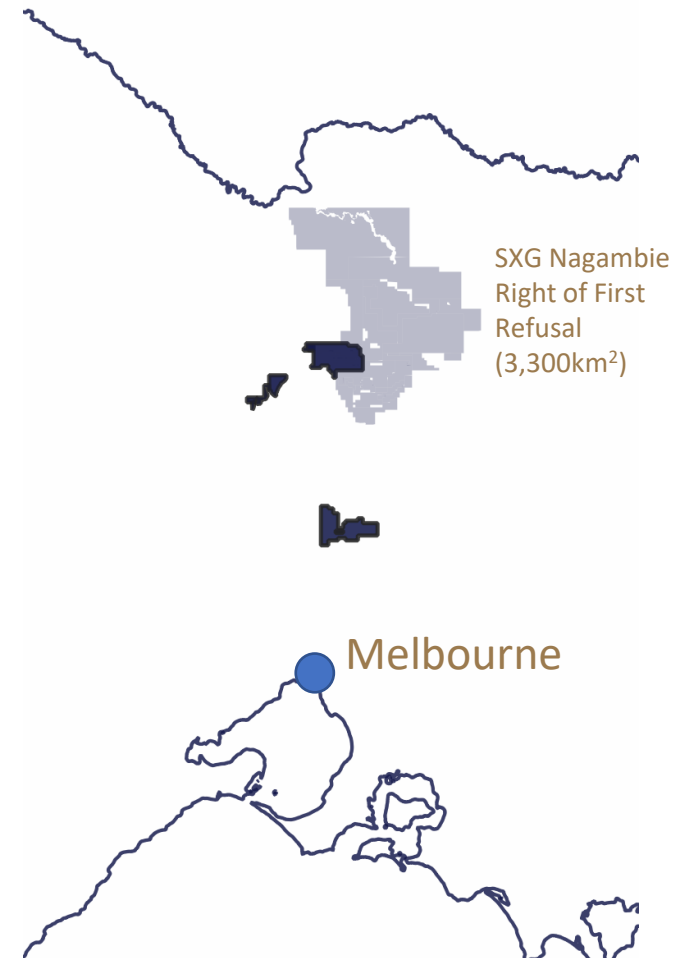 SXG Nagambie
Right of First
Refusal
(3,300km²)
Melbourne